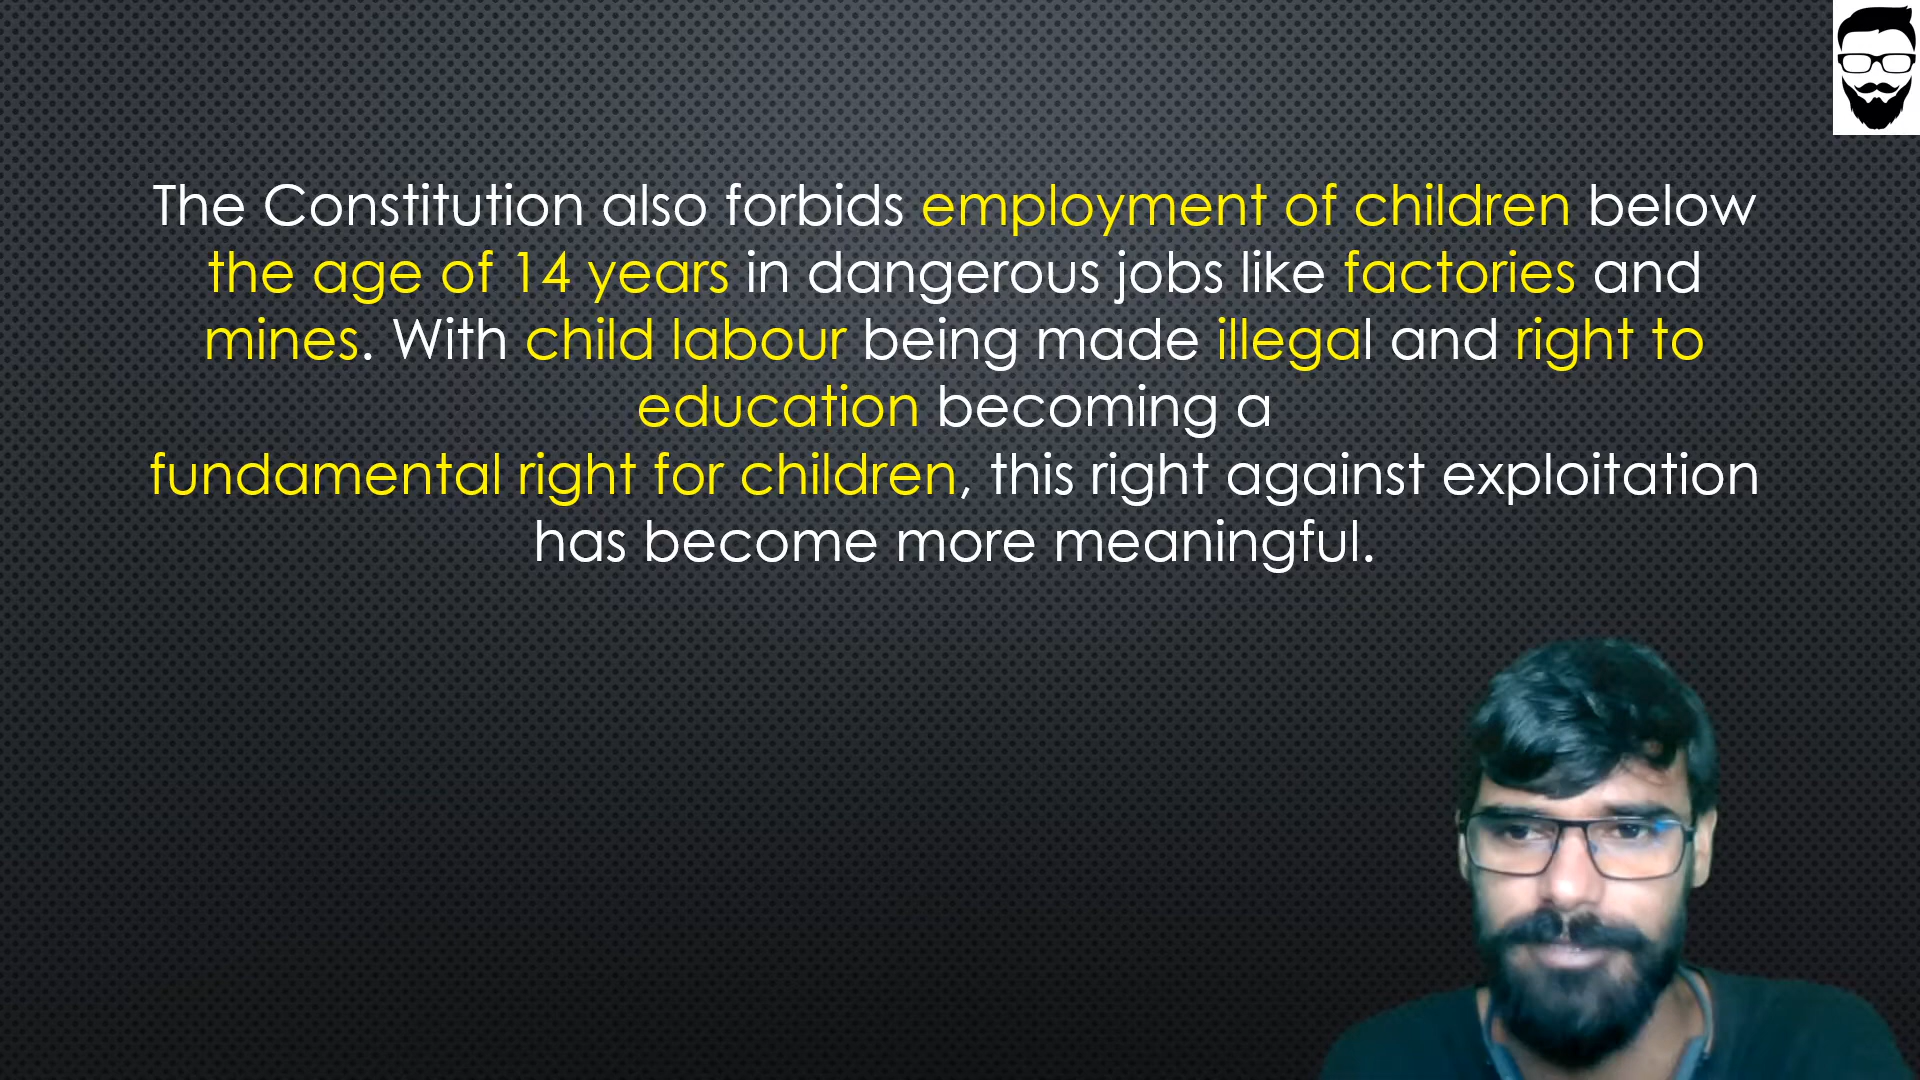 The Constitution also forbids employment of children below
the age of 14 years in dangerous jobs like factories and
mines. With child labour being made illegal and right to
education becoming a
fundamental right for children, this right against exploitation
has become more meaningful.